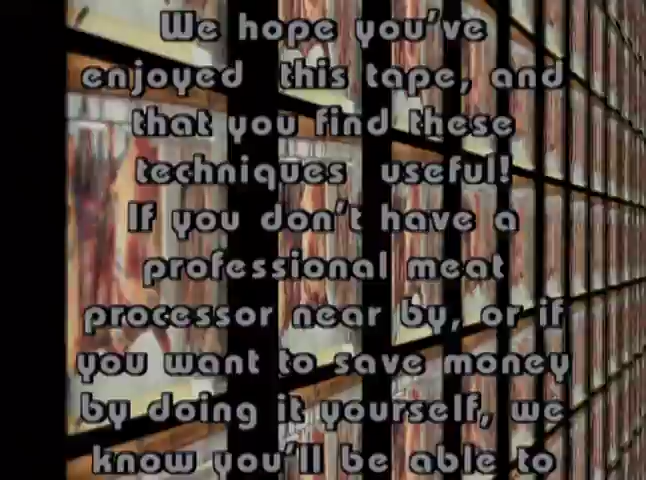 We hope you've
enjoyed this tape, and
that you find these
techniques useful!
If you don't have a
professional meat
processor near by, or if
you want to save money
by doing it yourself, we
know you'll be able to